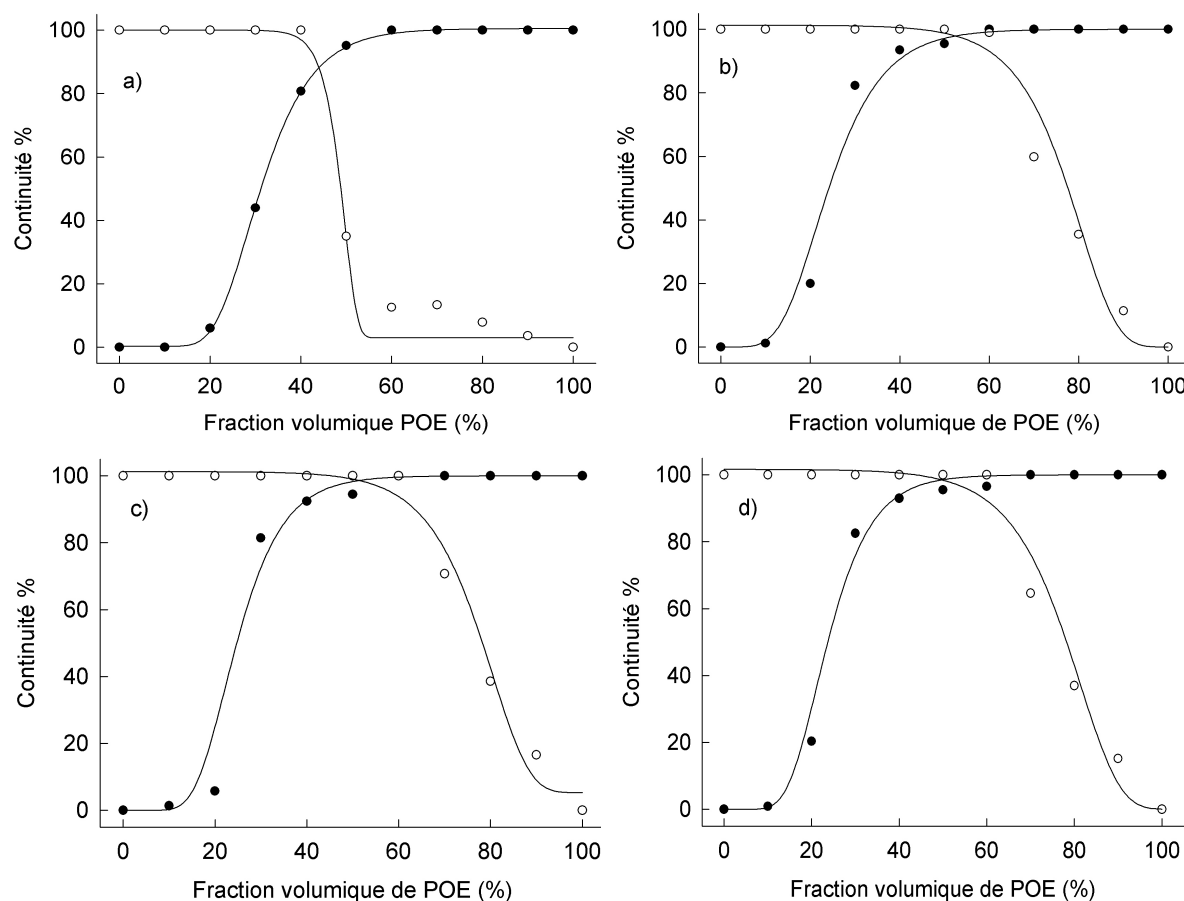 a)
Continuité %
100
80
60
40
20
0
0 20 40 60 80 100
Fraction volumique POE (%)
b)
Continuité %
100
80
60
40
20
0
0 20 40 60 80 100
Fraction volumique de POE (%)
c)
Continuité %
100
80
60
40
20
0
0 20 40 60 80 100
Fraction volumique de POE (%)
d)
Continuité %
100
80
60
40
20
0
0 20 40 60 80 100
Fraction volumique de POE (%)